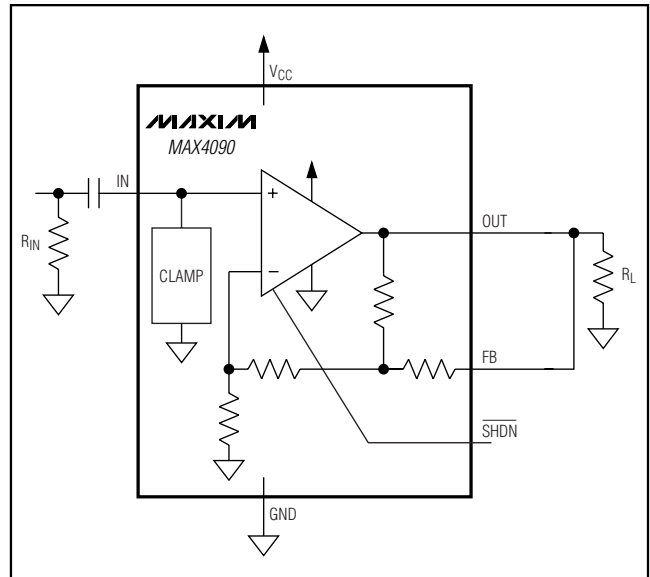 VCC
MAXIM
MAX4090
IN
+
OUT
RIN
CLAMP
−
RL
FB
SHDN
GND